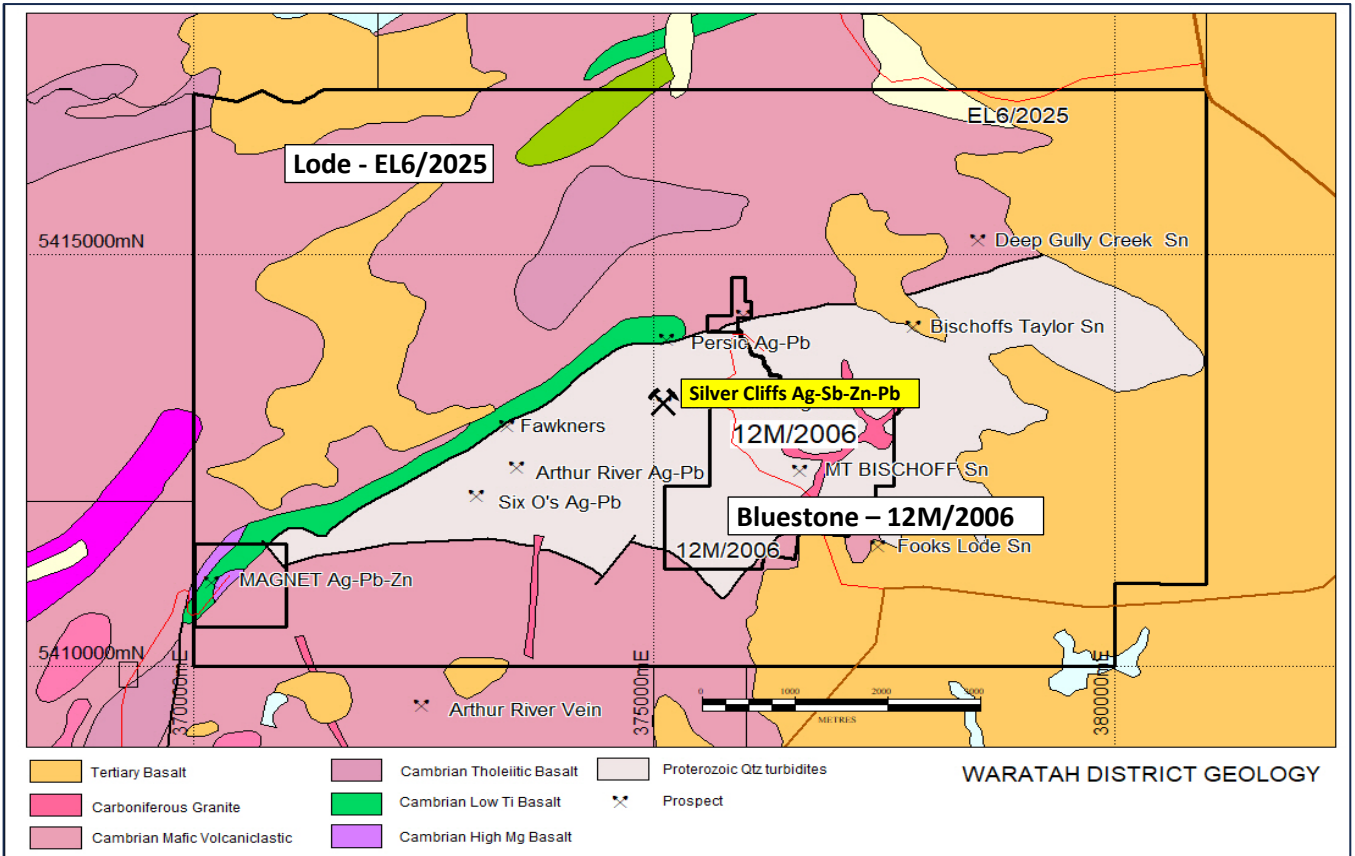 EL6/2025
Lode - EL6/2025
5415000mN
Deep Gully Creek Sn
Bischoffs Taylor Sn
Persic Ag-Pb
Silver Cliffs Ag-Sb-Zn-Pb
Fawkners
12M/2006
Arthur River Ag-Pb
MT BISCHOFF Sn
Six O's Ag-Pb
Bluestone – 12M/2006
12M/2006
Fooks Lode Sn
MAGNET Ag-Pb-Zn
5410000mN
370000mE
375000mE
380000mE
0 1000 2000 3000
METRES
Arthur River Vein
Tertiary Basalt
Cambrian Tholeiitic Basalt
Proterozoic Qtz turbidites
WARATAH DISTRICT GEOLOGY
Carboniferous Granite
Cambrian Low Ti Basalt
Prospect
Cambrian Mafic Volcaniclastic
Cambrian High Mg Basalt